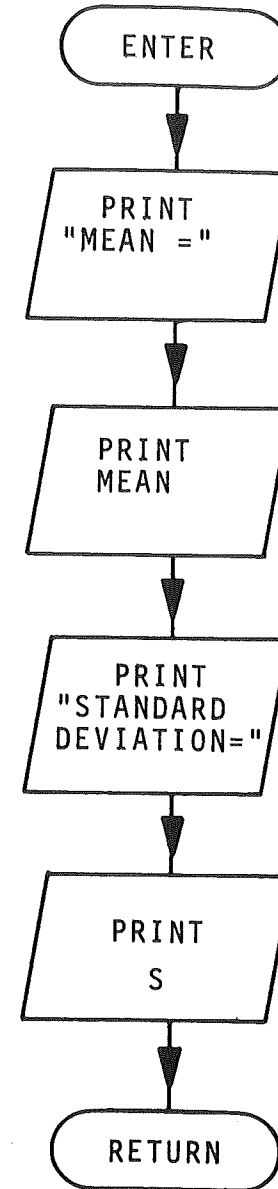 ENTER
PRINT
"MEAN ="
PRINT
MEAN
PRINT
"STANDARD
DEVIATION="
PRINT
S
RETURN